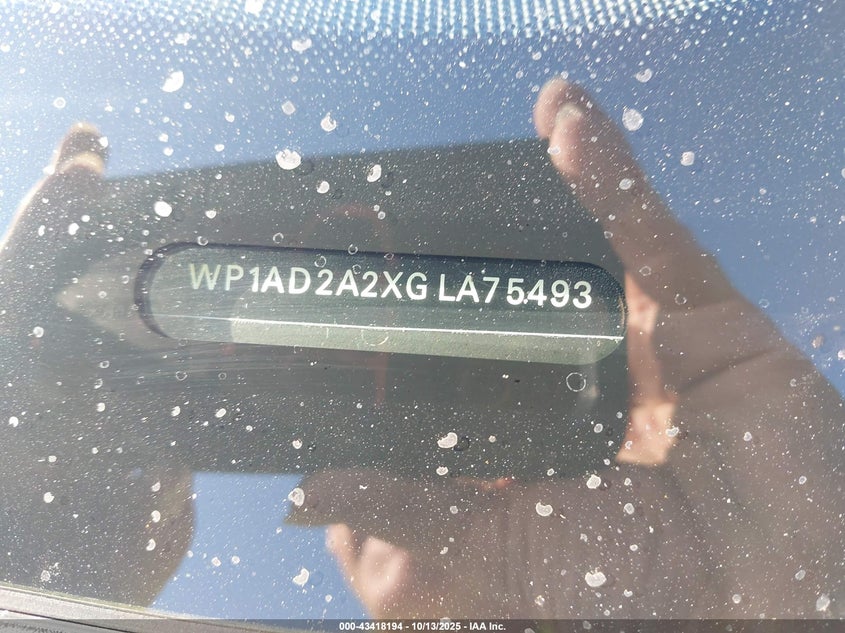 WP1AD2A2XGLA75493
000-43418194 - 10/13/2025 - IAA Inc.